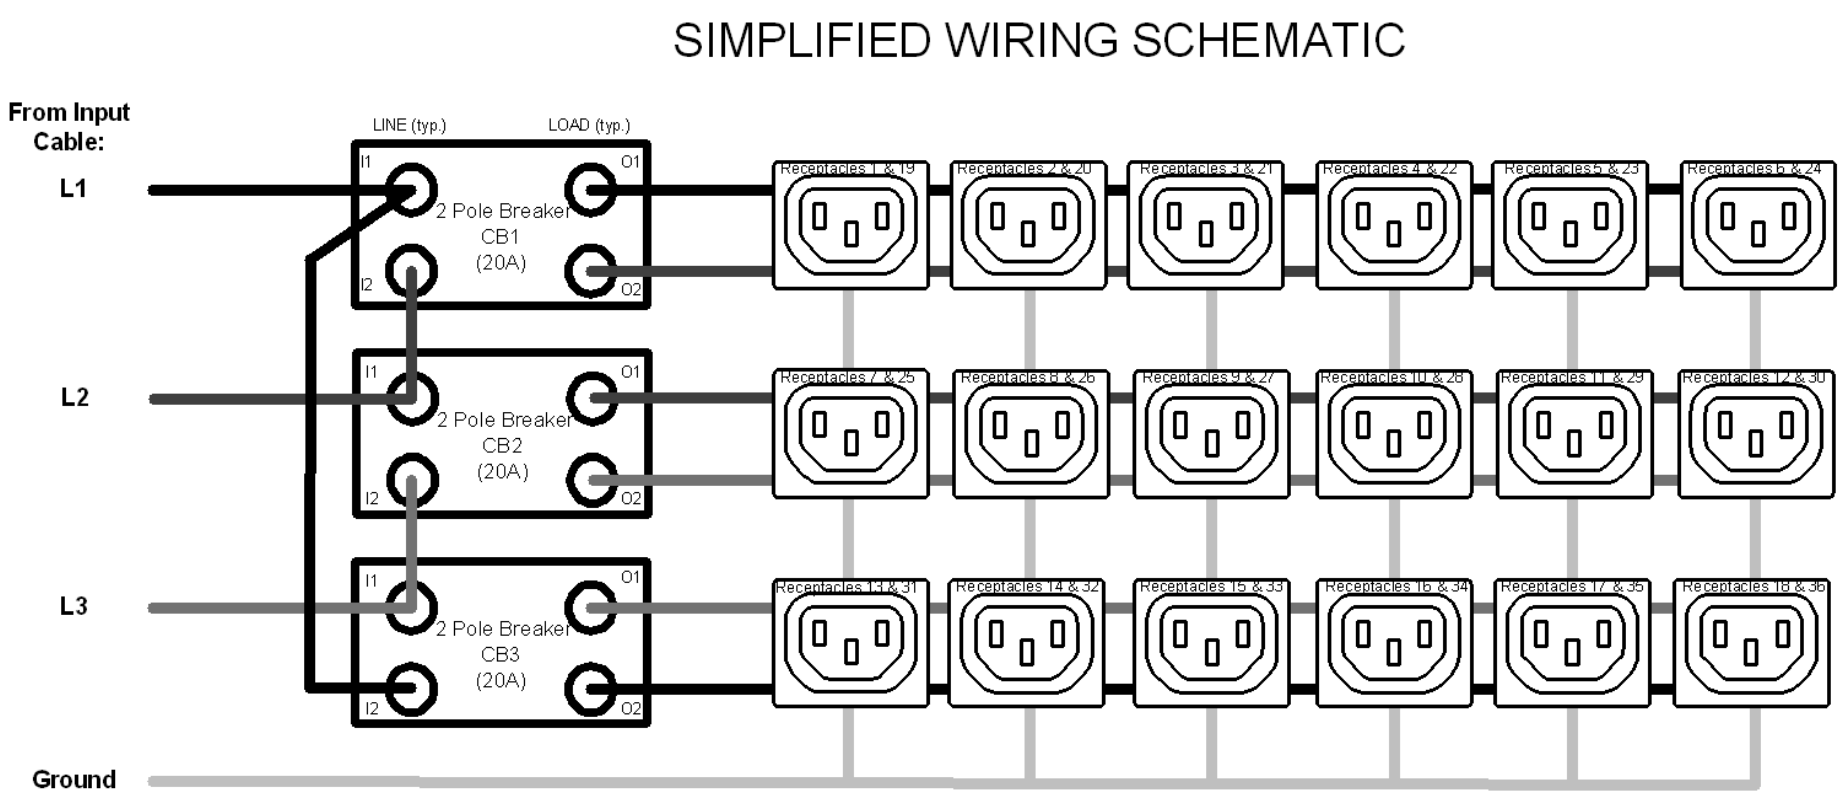 SIMPLIFIED WIRING SCHEMATIC
From Input
Cable:
LINE (typ.)
LOAD (typ.)
L1
I1
O1
2 Pole Breaker
CB1
(20A)
I2
O2
Receptacles 1 & 19
Receptacles 2 & 20
Receptacles 3 & 21
Receptacles 4 & 22
Receptacles 5 & 23
Receptacles 6 & 24
L2
I1
O1
2 Pole Breaker
CB2
(20A)
I2
O2
Receptacles 7 & 25
Receptacles 8 & 26
Receptacles 9 & 27
Receptacles 10 & 28
Receptacles 11 & 29
Receptacles 12 & 30
L3
I1
O1
2 Pole Breaker
CB3
(20A)
I2
O2
Receptacles 13 & 31
Receptacles 14 & 32
Receptacles 15 & 33
Receptacles 16 & 34
Receptacles 17 & 35
Receptacles 18 & 36
Ground